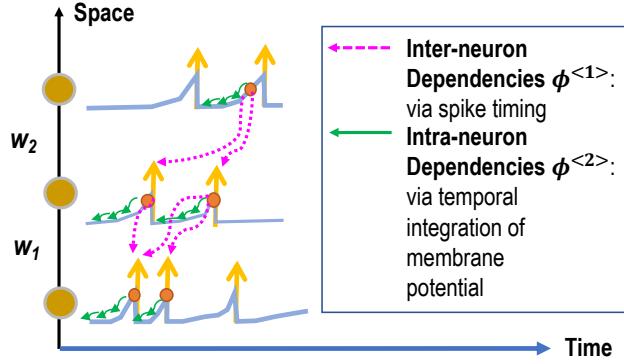 Space
w₂
w₁
Time
Inter-neuron
Dependencies ϕ<1>:
via spike timing
Intra-neuron
Dependencies ϕ<2>:
via temporal
integration of
membrane
potential